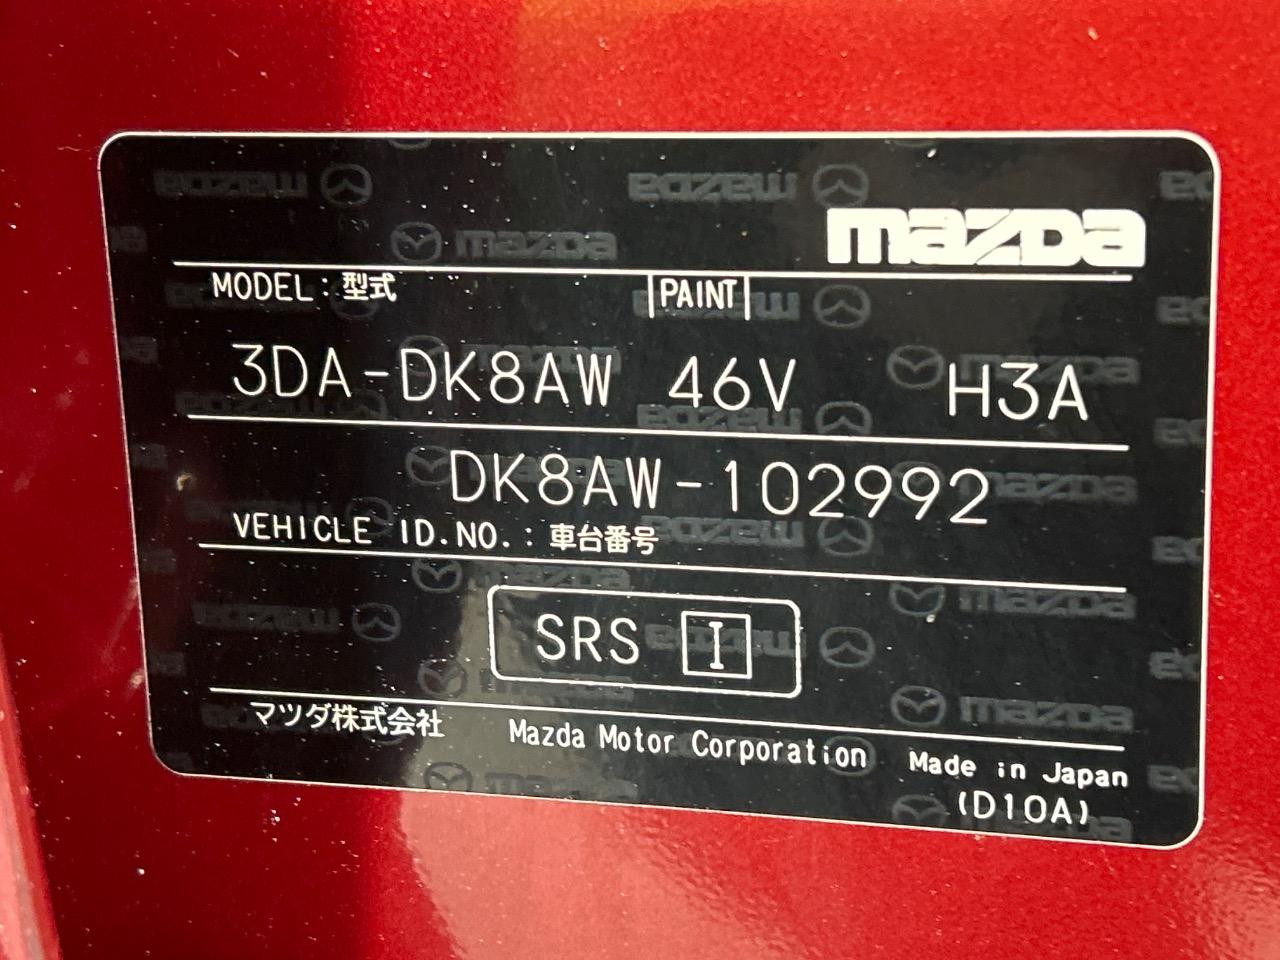 mazda
MODEL : 型式 PAINT
3DA-DK8AW 46V H3A
DK8AW-102992
VEHICLE ID.NO. : 車台番号
SRS I
マツダ株式会社 Mazda Motor Corporation Made in Japan
(D10A)